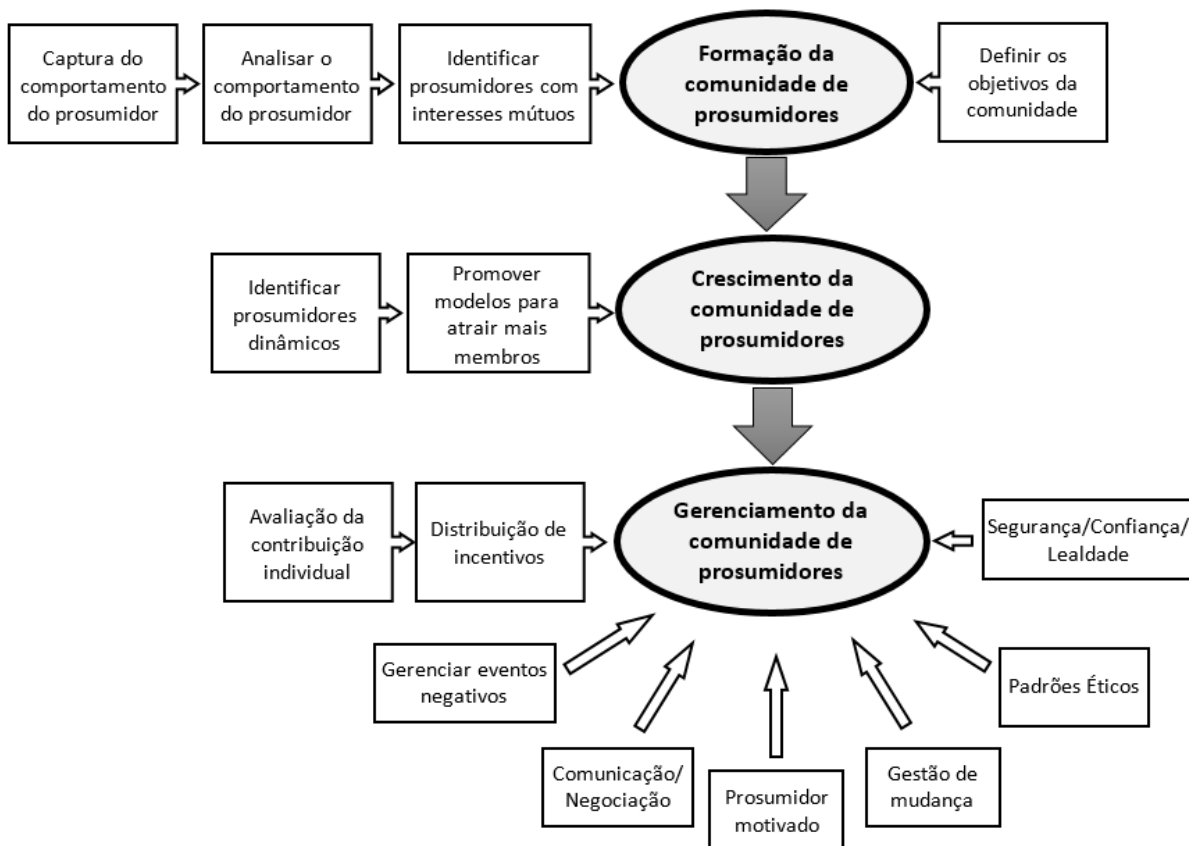 Captura do
comportamento
do prosumidor
Analisar o
comportamento
do prosumidor
Identificar
prosumidores com
interesses mútuos
Formação da
comunidade de
prosumidores
Definir os
objetivos da
comunidade
Identificar
prosumidores
dinâmicos
Promover
modelos para
atrair mais
membros
Crescimento da
comunidade de
prosumidores
Avaliação da
contribuição
individual
Distribuição de
incentivos
Gerenciamento da
comunidade de
prosumidores
Segurança/Confiança/
Lealdade
Gerenciar eventos
negativos
Padrões Éticos
Comunicação/
Negociação
Prosumidor
motivado
Gestão de
mudança